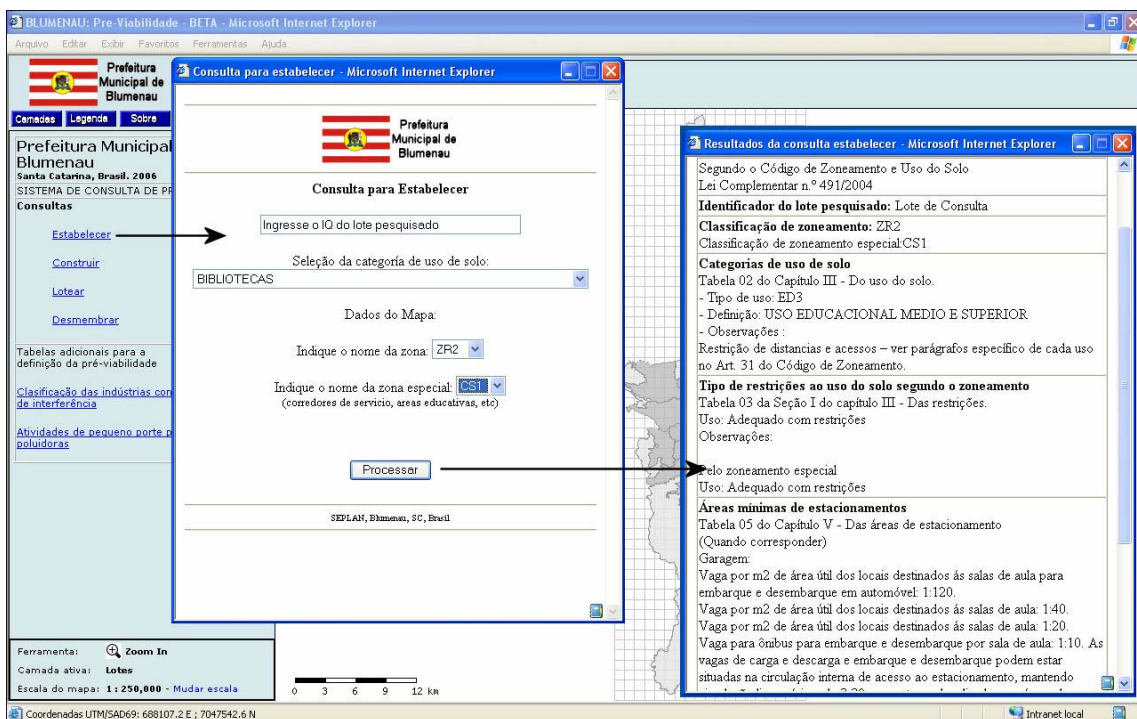 BLUMENAU: Pre-Viabilidade - BETA - Microsoft Internet Explorer
Arquivo Editar Exibir Favoritos Ferramentas Ajuda
Prefeitura
Municipal de
Blumenau
Camadas Legenda Sobre
Prefeitura Municipal
Blumenau
Santa Catarina, Brasil. 2006
SISTEMA DE CONSULTA DE PR
Consultas
Estabelecer
Construir
Lotear
Desmembrar
Tabelas adicionais para a
definição da pré-viabilidade
Clasificação das indústrias con
de interferência
Atividades de pequeno porte p
poluidoras
Ferramenta: Zoom In
Camada ativa: Lotes
Escala do mapa: 1 : 250,000 - Mudar escala
0 3 6 9 12 km
Coordenadas UTM/SAD69: 688107.2 E ; 7047542.6 N
Intranet local
Consulta para estabelecer - Microsoft Internet Explorer
Prefeitura
Municipal de
Blumenau
Consulta para Estabelecer
Ingresse o IQ do lote pesquisado
Seleção da categoría de uso de solo:
BIBLIOTECAS
Dados do Mapa:
Indique o nome da zona: ZR2
Indique o nome da zona especial: CS1
(corredores de servicio, areas educativas, etc)
Processar
SEPLAN, Blumenau, SC, Brasil
Resultados da consulta estabelecer - Microsoft Internet Explorer
Segundo o Código de Zoneamento e Uso do Solo
Lei Complementar n.º 491/2004
Identificador do lote pesquisado: Lote de Consulta
Classificação de zoneamento: ZR2
Classificação de zoneamento especial:CS1
Categorias de uso de solo
Tabela 02 do Capítulo III - Do uso do solo.
- Tipo de uso: ED3
- Definição: USO EDUCACIONAL MEDIO E SUPERIOR
- Observações :
Restrição de distancias e acessos – ver parágrafos específico de cada uso
no Art. 31 do Código de Zoneamento.
Tipo de restrições ao uso do solo segundo o zoneamento
Tabela 03 da Seção I do capítulo III - Das restrições.
Uso: Adequado com restrições
Observações:
Pelo zoneamento especial
Uso: Adequado com restrições
Áreas mínimas de estacionamentos
Tabela 05 do Capítulo V - Das áreas de estacionamento
(Quando corresponder)
Garagem:
Vaga por m2 de área útil dos locais destinados ás salas de aula para
embarque e desembarque em automóvel: 1:120.
Vaga por m2 de área útil dos locais destinados ás salas de aula: 1:40.
Vaga por m2 de área útil dos locais destinados ás salas de aula: 1:20.
Vaga para ônibus para embarque e desembarque por sala de aula: 1:10. As
vagas de carga e descarga e embarque e desembarque podem estar
situadas na circulação interna de acesso ao estacionamento, mantendo